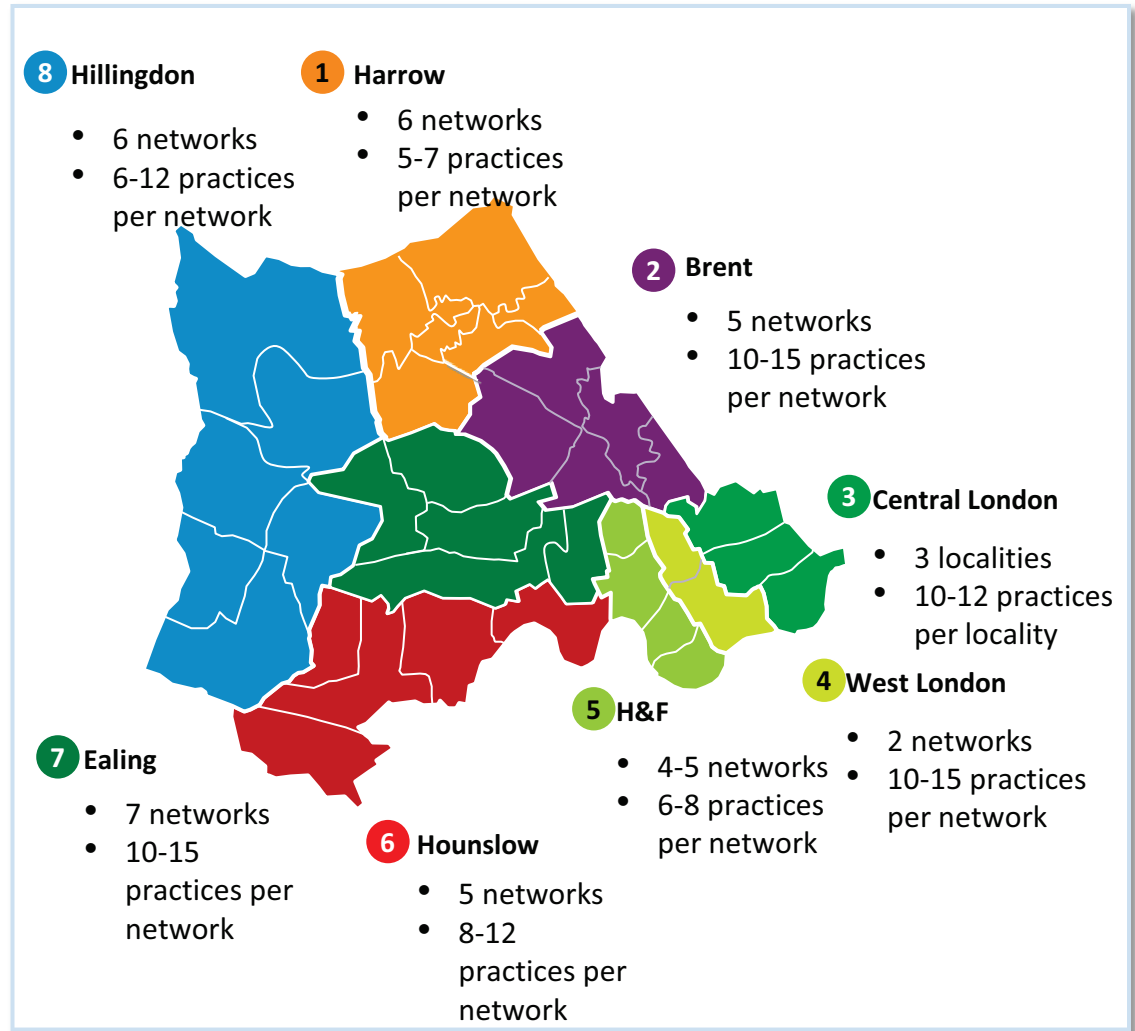 8 Hillingdon
• 6 networks
• 6-12 practices
per network
1 Harrow
• 6 networks
• 5-7 practices
per network
2 Brent
• 5 networks
• 10-15 practices
per network
3 Central London
• 3 localities
• 10-12 practices
per locality
4 West London
• 2 networks
• 10-15 practices
per network
5 H&F
• 4-5 networks
• 6-8 practices
per network
6 Hounslow
• 5 networks
• 8-12
practices per
network
7 Ealing
• 7 networks
• 10-15
practices per
network